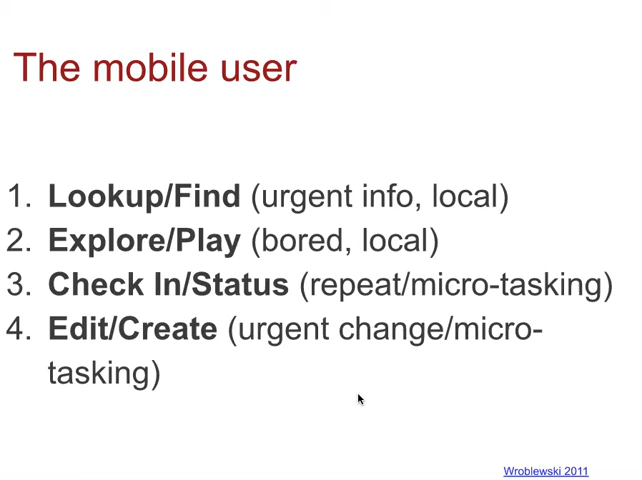 The mobile user
1. Lookup/Find (urgent info, local)
2. Explore/Play (bored, local)
3. Check In/Status (repeat/micro-tasking)
4. Edit/Create (urgent change/micro-
tasking)
Wroblewski 2011